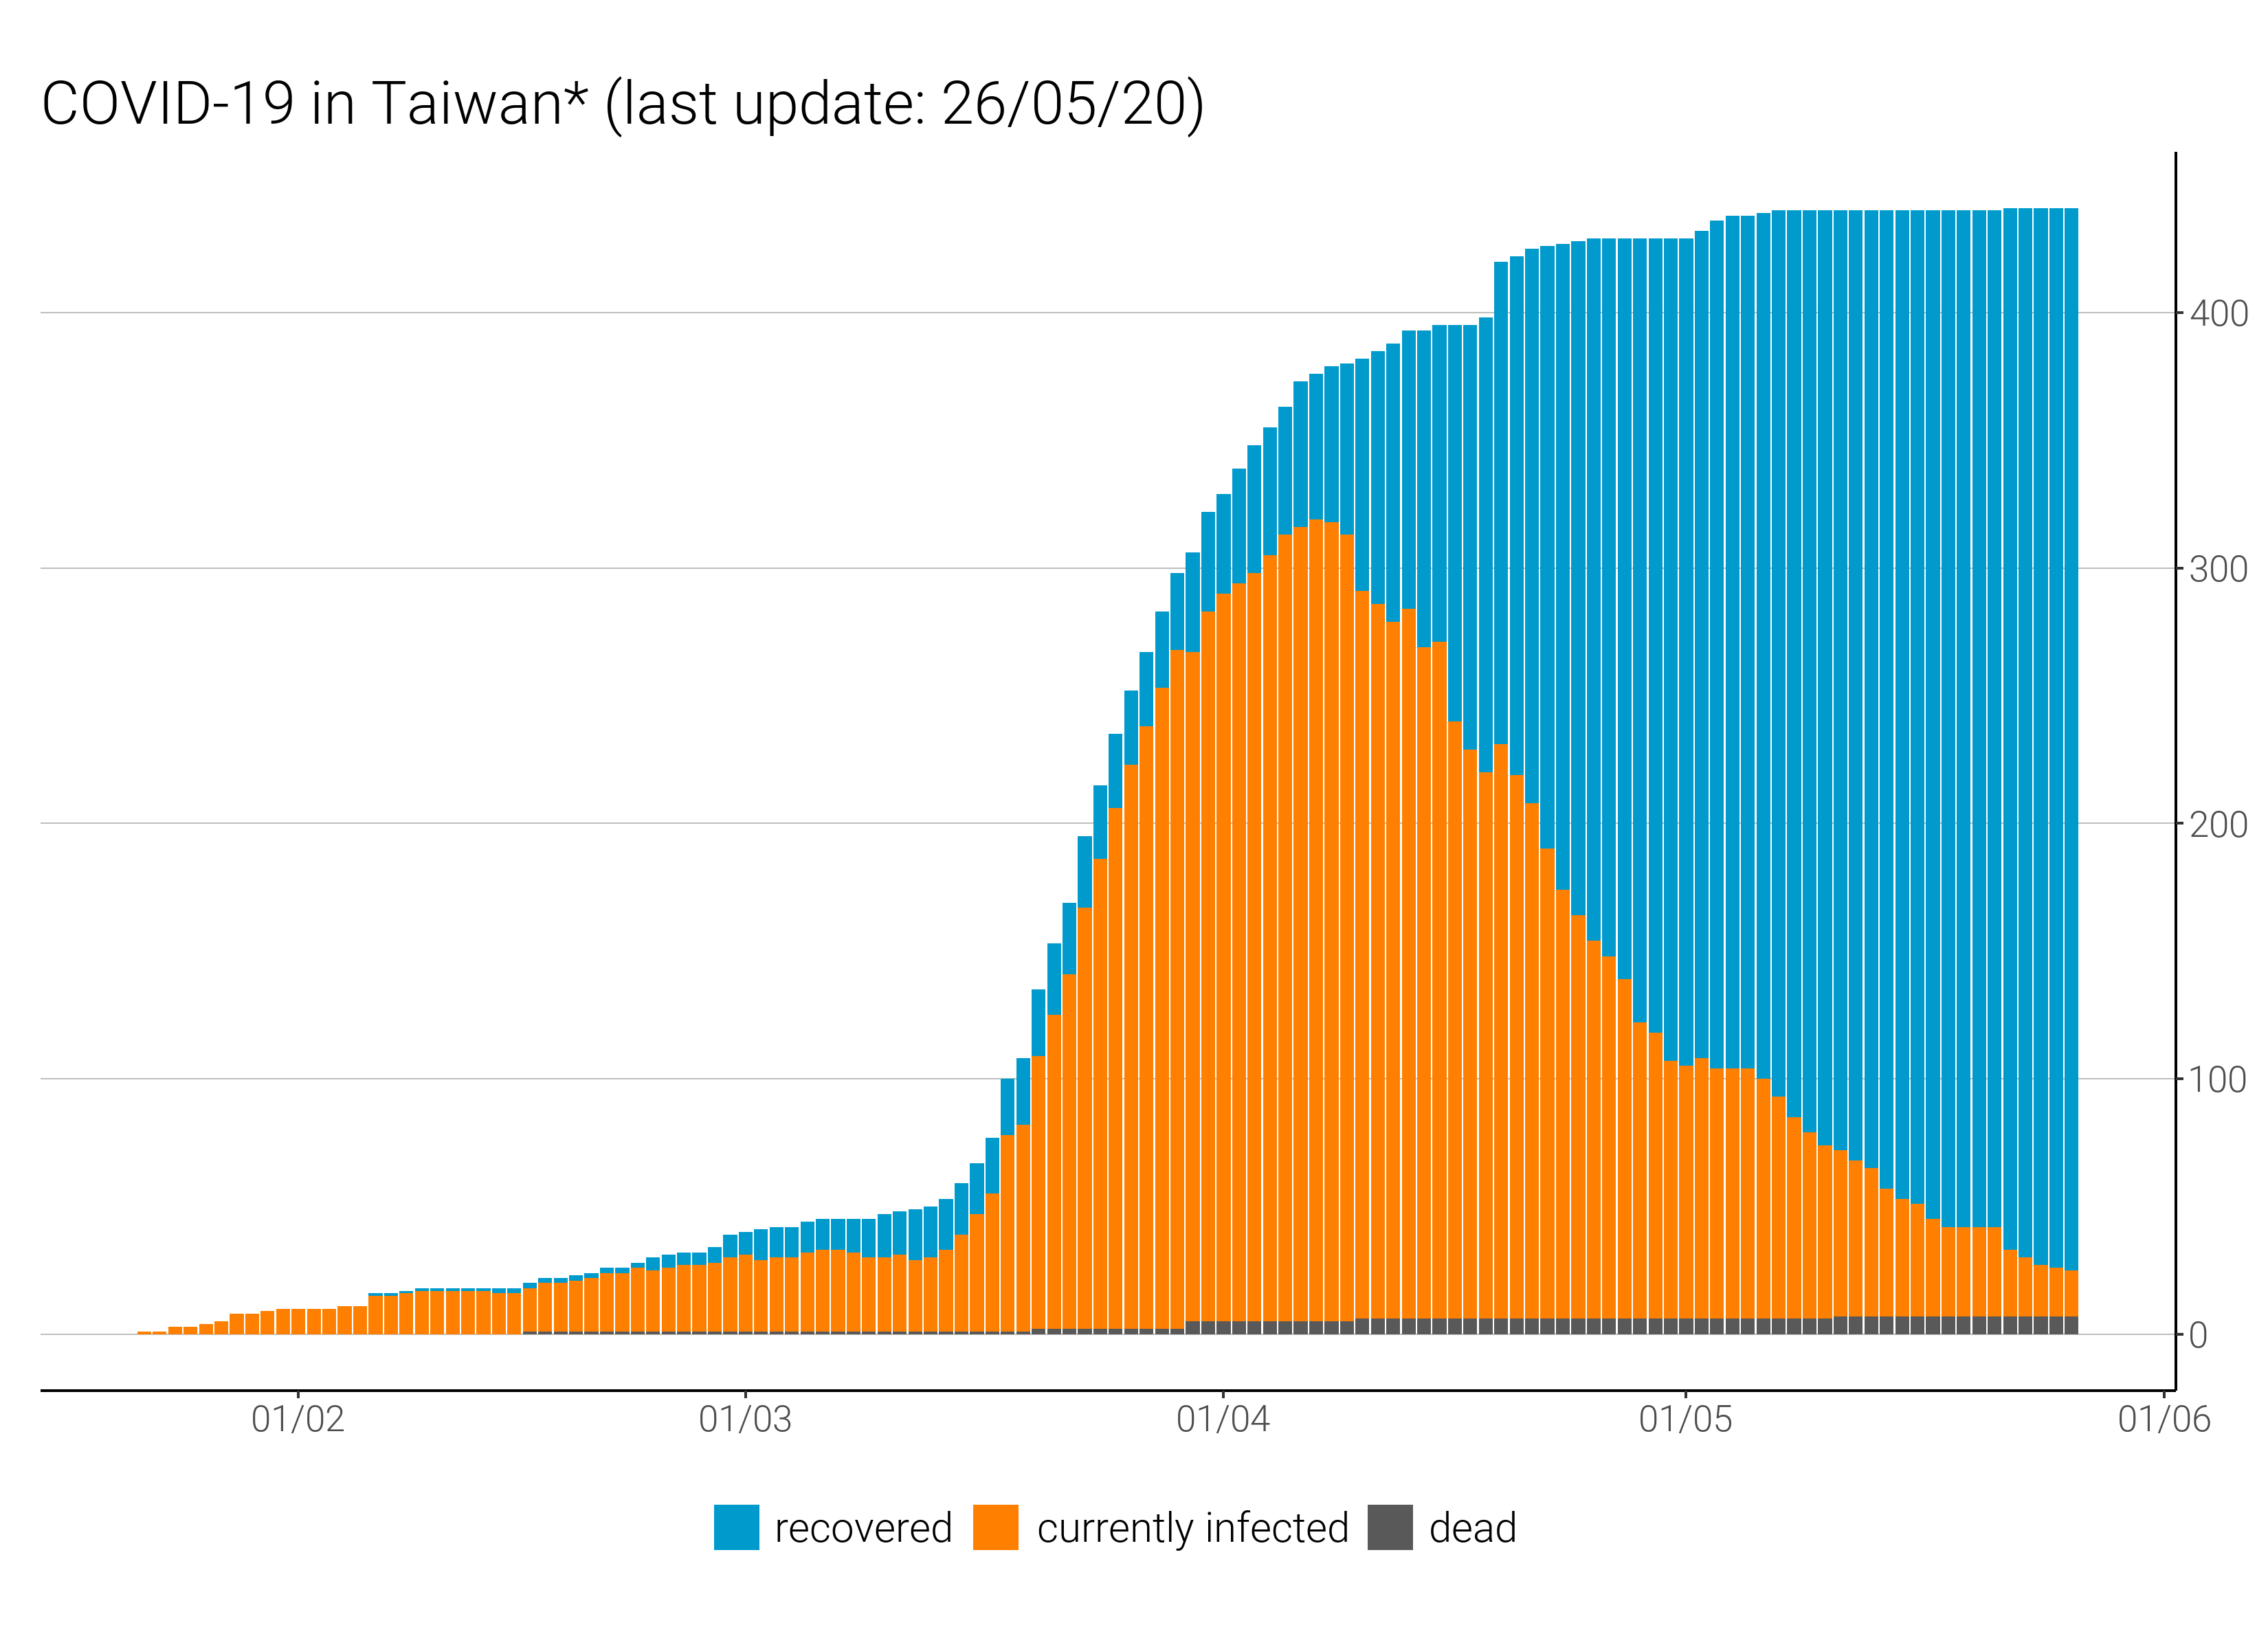 COVID-19 in Taiwan* (last update: 26/05/20)
400
300
200
100
0
01/02 01/03 01/04 01/05 01/06
recovered currently infected dead